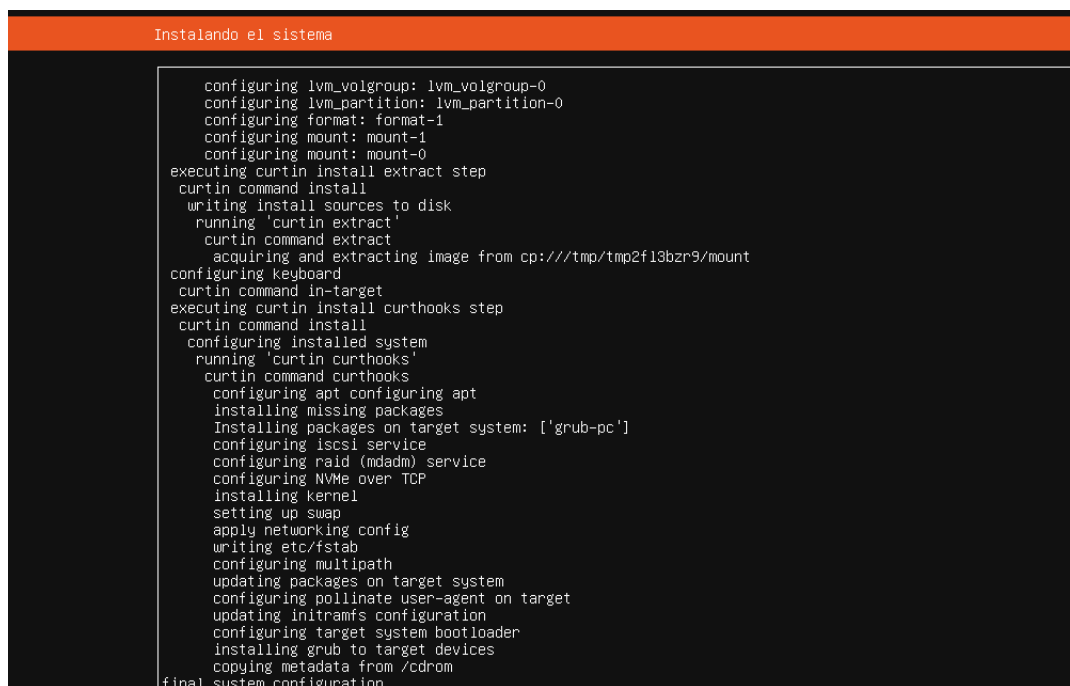 Instalando el sistema
configuring lvm_volgroup: lvm_volgroup-0
configuring lvm_partition: lvm_partition-0
configuring format: format-1
configuring mount: mount-1
configuring mount: mount-0
executing curtin install extract step
curtin command install
writing install sources to disk
running 'curtin extract'
curtin command extract
acquiring and extracting image from cp:///tmp/tmp2fl3bzr9/mount
configuring keyboard
curtin command in-target
executing curtin install curthooks step
curtin command install
configuring installed system
running 'curtin curthooks'
curtin command curthooks
configuring apt configuring apt
installing missing packages
Installing packages on target system: ['grub-pc']
configuring iscsi service
configuring raid (mdadm) service
configuring NVMe over TCP
installing kernel
setting up swap
apply networking config
writing etc/fstab
configuring multipath
updating packages on target system
configuring pollinate user-agent on target
updating initramfs configuration
configuring target system bootloader
installing grub to target devices
copying metadata from /cdrom
final system configuration